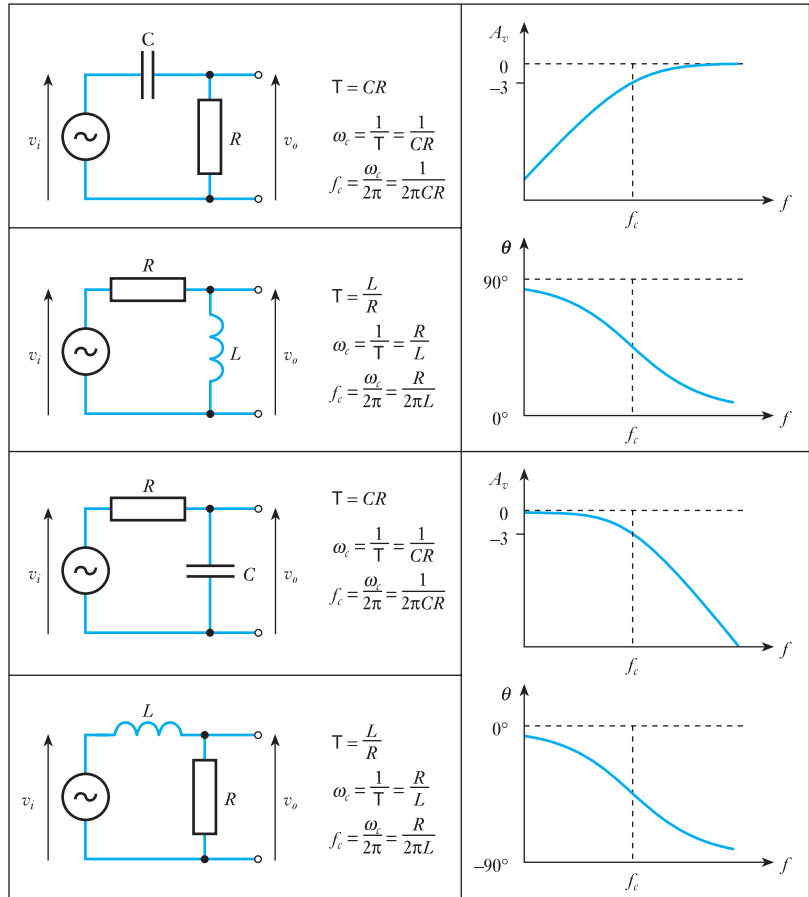 C
v_i
R
v_o
T = CR
ω_c = 1/T = 1/CR
f_c = ω_c/2π = 1/2πCR
A_v
0
−3
f_c
f
R
v_i
L
v_o
T = L/R
ω_c = 1/T = R/L
f_c = ω_c/2π = R/2πL
θ
90°
0°
f_c
f
R
v_i
C
v_o
T = CR
ω_c = 1/T = 1/CR
f_c = ω_c/2π = 1/2πCR
A_v
0
−3
f_c
f
L
v_i
R
v_o
T = L/R
ω_c = 1/T = R/L
f_c = ω_c/2π = R/2πL
θ
0°
−90°
f_c
f